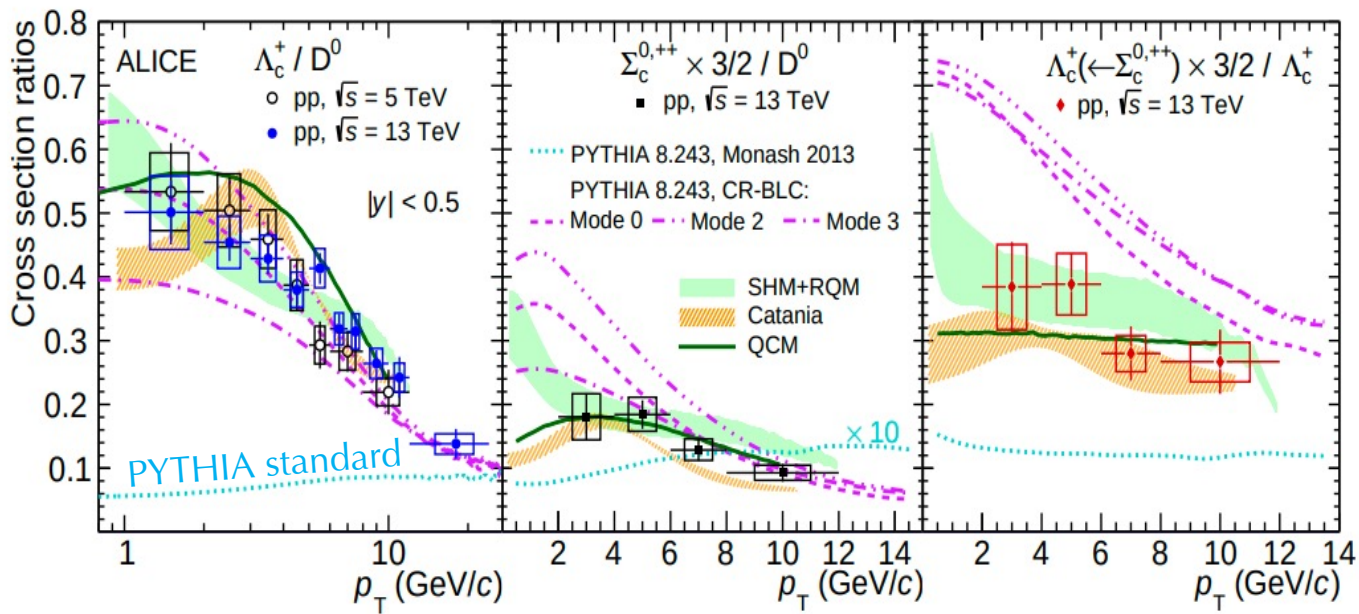 Cross section ratios
0.8
0.7
0.6
0.5
0.4
0.3
0.2
0.1
ALICE
Λc+ / D0
pp, √s = 5 TeV
pp, √s = 13 TeV
|y| < 0.5
PYTHIA standard
1
10
pT (GeV/c)
Σc0,++ × 3/2 / D0
pp, √s = 13 TeV
PYTHIA 8.243, Monash 2013
PYTHIA 8.243, CR-BLC:
Mode 0 Mode 2 Mode 3
SHM+RQM
Catania
QCM
× 10
2 4 6 8 10 12 14
pT (GeV/c)
Λc+(←Σc0,++) × 3/2 / Λc+
pp, √s = 13 TeV
2 4 6 8 10 12 14
pT (GeV/c)